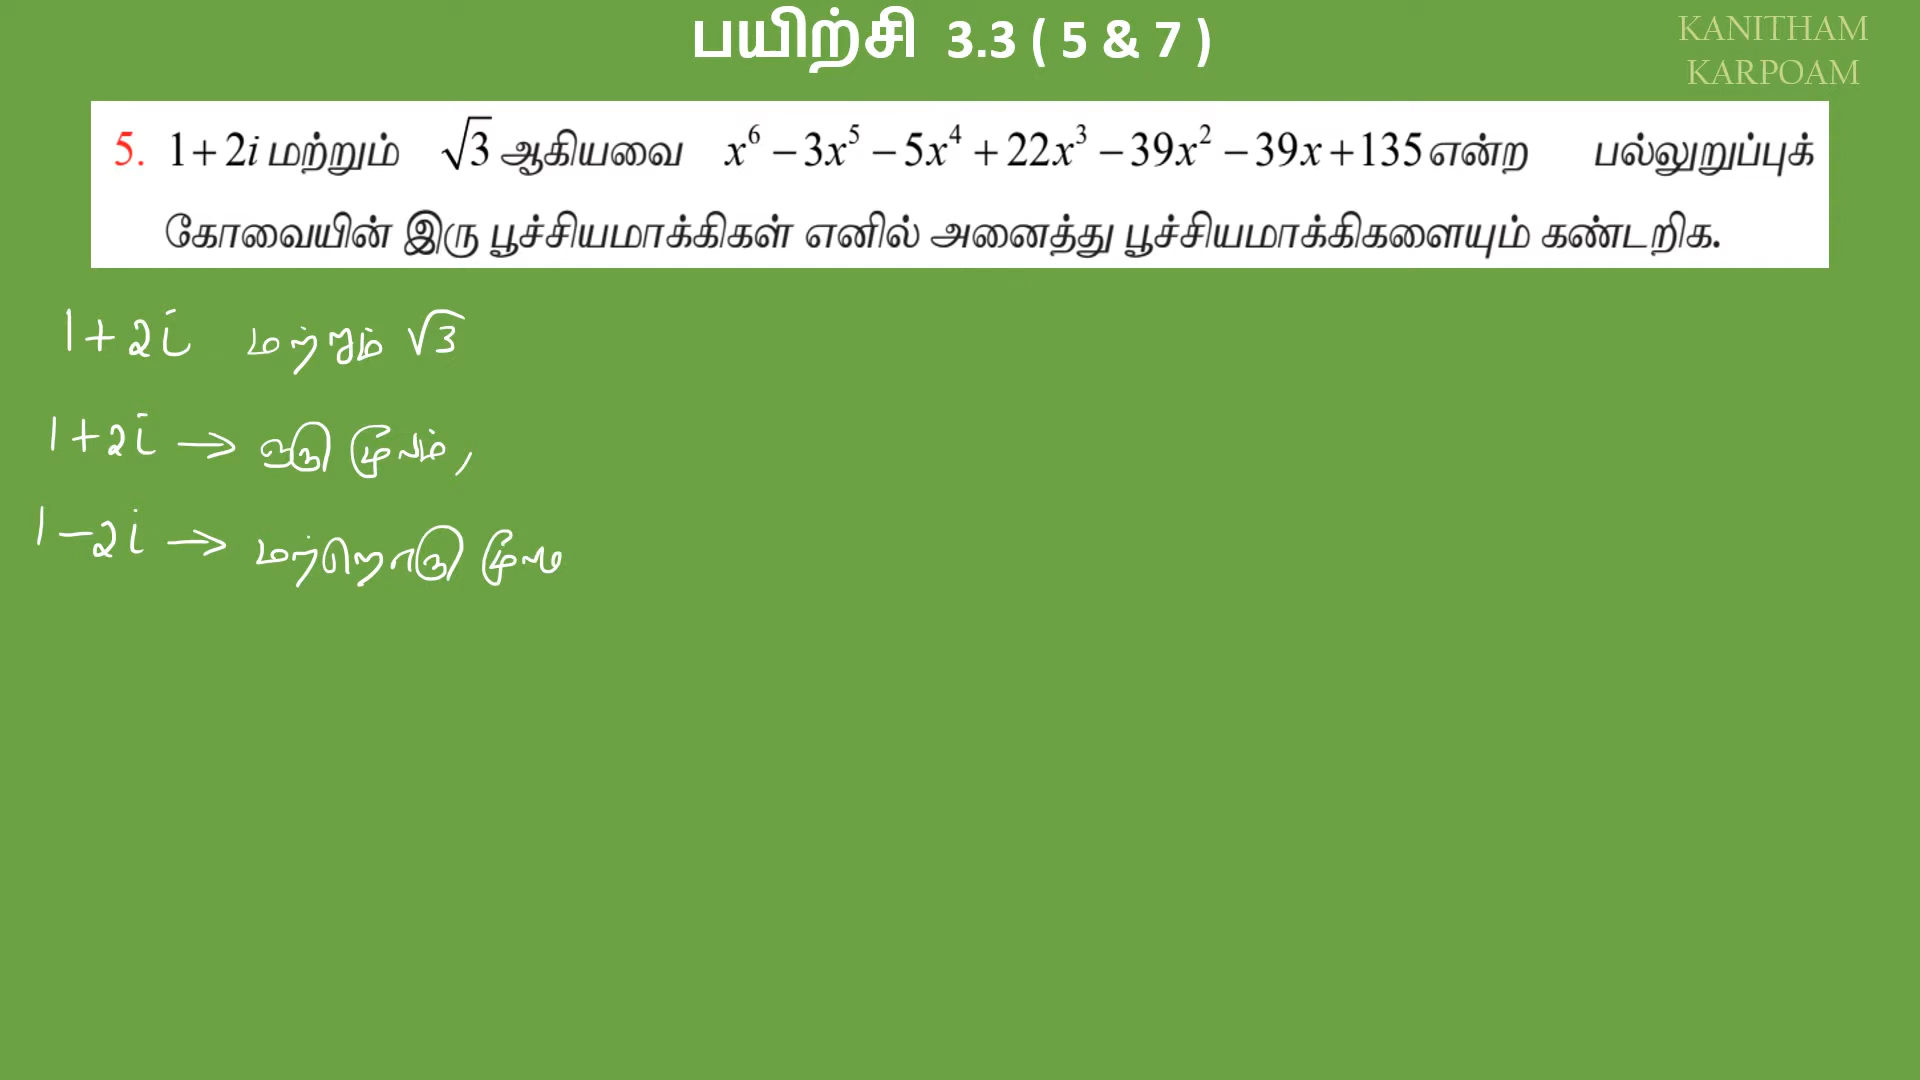 பயிற்சி 3.3 ( 5 & 7 )
KANITHAM
KARPOAM
5. 1+2i மற்றும் √3 ஆகியவை x⁶ − 3x⁵ − 5x⁴ + 22x³ − 39x² − 39x + 135 என்ற பல்லுறுப்புக்
கோவையின் இரு பூச்சியமாக்கிகள் எனில் அனைத்து பூச்சியமாக்கிகளையும் கண்டறிக.
1+2i மற்றும் √3
1+2i → ஒரு மூலம்,
1−2i → மற்றொரு